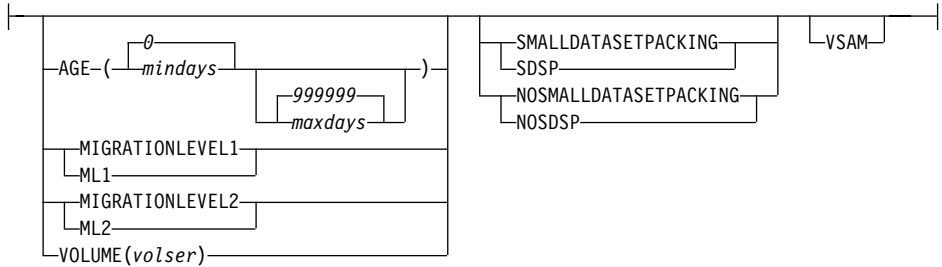 0
AGE ( mindays )
999999
maxdays
MIGRATIONLEVEL1
ML1
MIGRATIONLEVEL2
ML2
VOLUME(volser)
SMALLDATASETPACKING
SDSP
NOSMALLDATASETPACKING
NOSDSP
VSAM